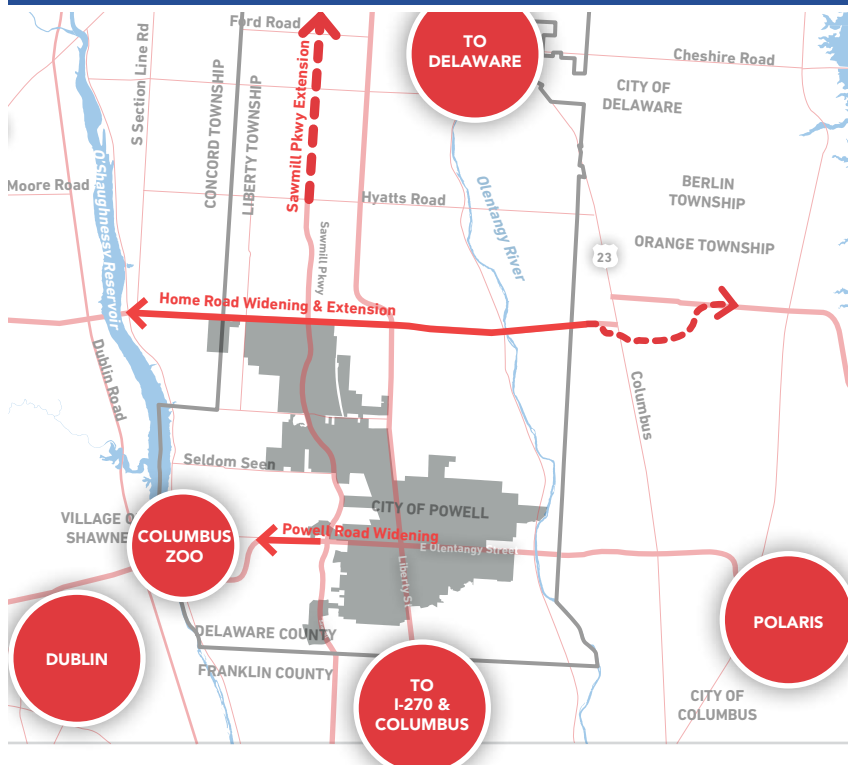 Ford Road
TO
DELAWARE
Cheshire Road
S Section Line Rd
CITY OF
DELAWARE
CONCORD TOWNSHIP
LIBERTY TOWNSHIP
Sawmill Pkwy Extension
O'Shaughnessy Reservoir
Moore Road
Hyatts Road
Olentangy River
BERLIN
TOWNSHIP
ORANGE TOWNSHIP
Sawmill Pkwy
23
Home Road Widening & Extension
Dublin Road
Columbus
Seldom Seen
CITY OF POWELL
VILLAGE O
SHAWNE
COLUMBUS
ZOO
Powell Road Widening
E Olentangy Street
Liberty St
DELAWARE COUNTY
FRANKLIN COUNTY
DUBLIN
TO
I-270 &
COLUMBUS
POLARIS
CITY OF
COLUMBUS